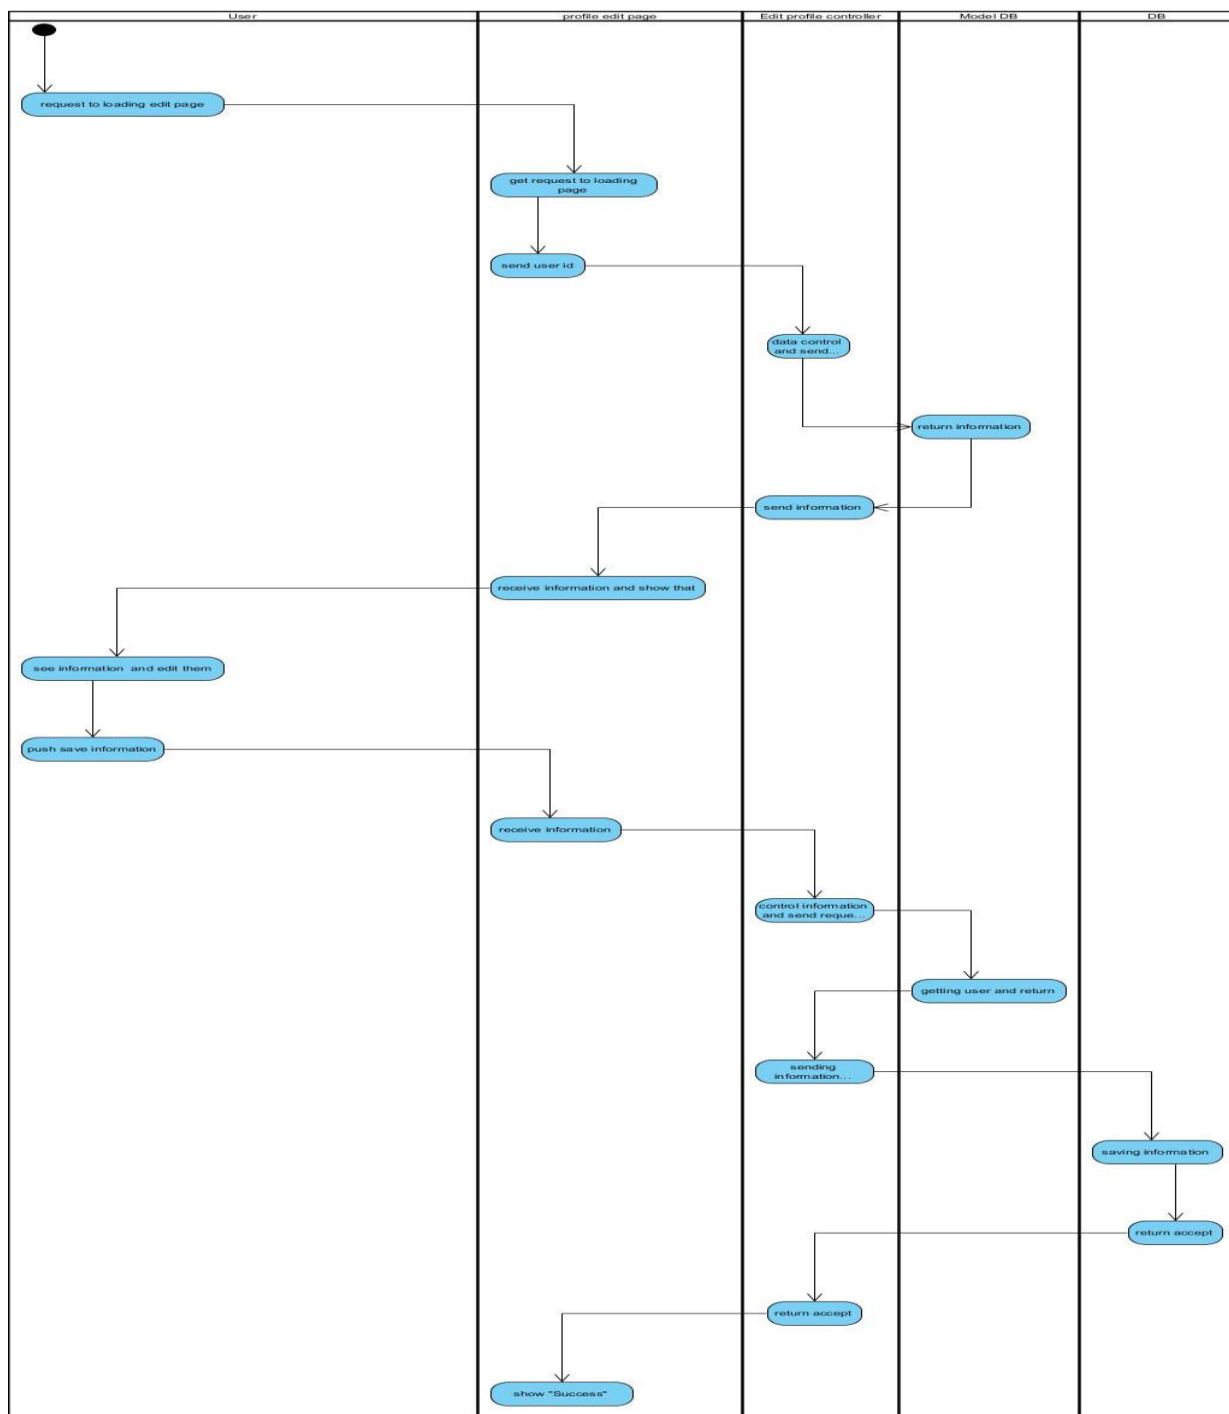 User
profile edit page
Edit profile controller
Model DB
DB
request to loading edit page
get request to loading
page
send user id
data control
and send...
return information
send information
receive information and show that
see information and edit them
push save information
receive information
control information
and send reque...
getting user and return
sending
information...
saving information
return accept
return accept
show "Success"